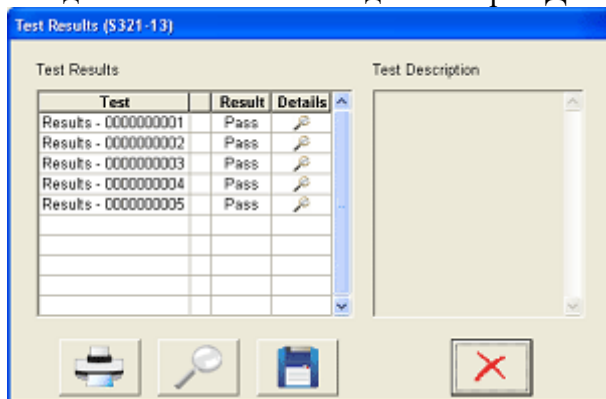 Test Results (S321-13)
Test Results
Test Result Details
Results - 0000000001 Pass
Results - 0000000002 Pass
Results - 0000000003 Pass
Results - 0000000004 Pass
Results - 0000000005 Pass
Test Description